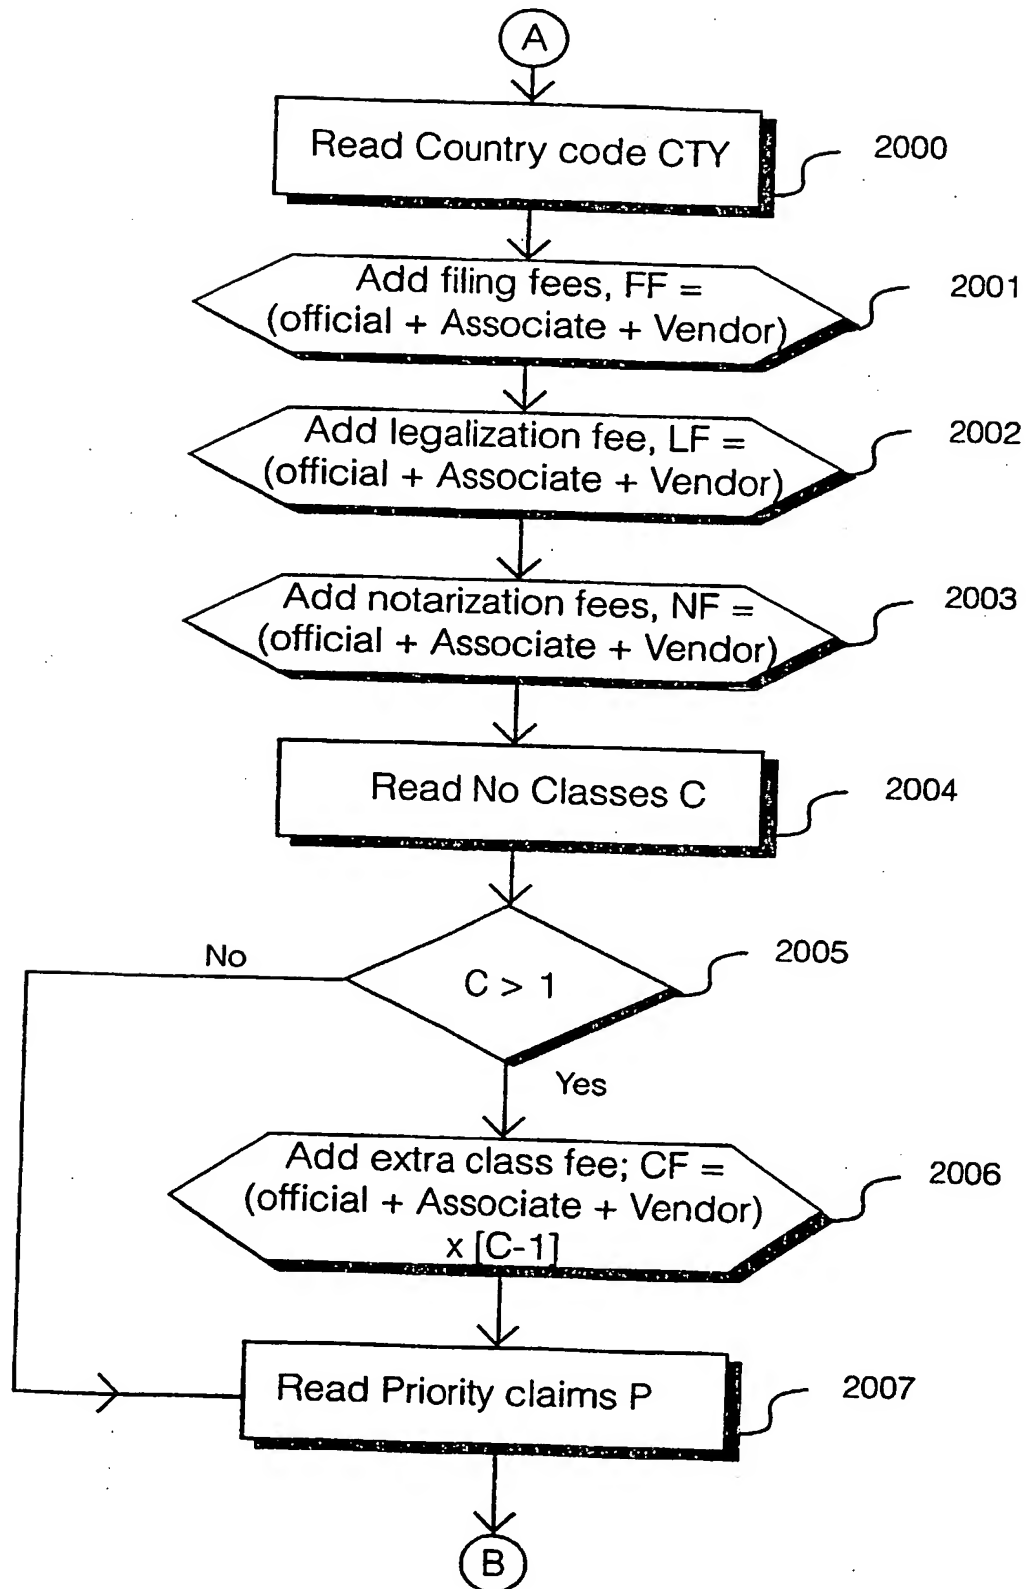 A
Read Country code CTY
2000
Add filing fees, FF =
(official + Associate + Vendor)
2001
Add legalization fee, LF =
(official + Associate + Vendor)
2002
Add notarization fees, NF =
(official + Associate + Vendor)
2003
Read No Classes C
2004
C > 1
2005
No
Yes
Add extra class fee; CF =
(official + Associate + Vendor)
x [C-1]
2006
Read Priority claims P
2007
B